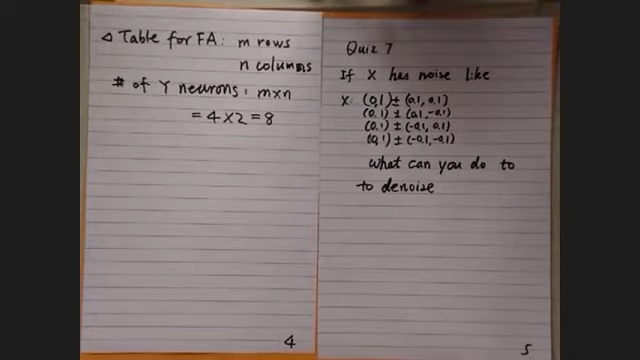 △ Table for FA: m rows
n columns
# of Y neurons: m×n
= 4 × 2 = 8
4
Quiz 7
If X has noise like
X: (0,1) ± (0.1, 0.1)
(0,1) ± (0.1, -0.1)
(0,1) ± (-0.1, 0.1)
(0,1) ± (-0.1, -0.1)
what can you do to
to denoise
5